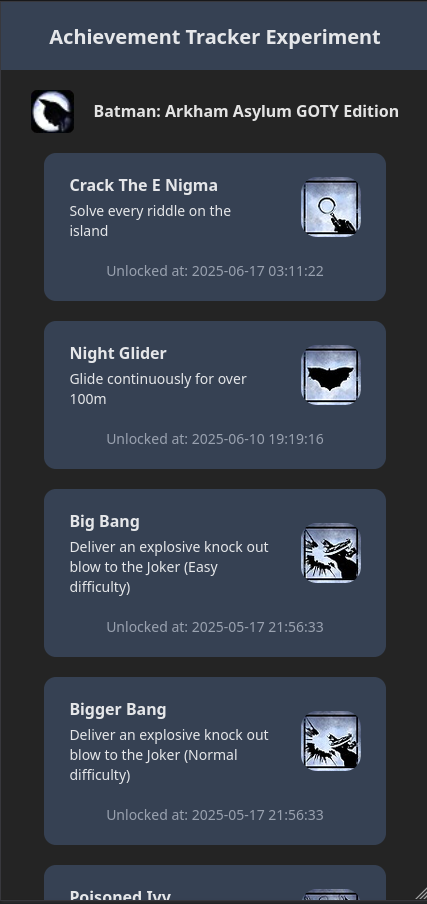 Achievement Tracker Experiment
Batman: Arkham Asylum GOTY Edition
Crack The E Nigma
Solve every riddle on the
island
Unlocked at: 2025-06-17 03:11:22
Night Glider
Glide continuously for over
100m
Unlocked at: 2025-06-10 19:19:16
Big Bang
Deliver an explosive knock out
blow to the Joker (Easy
difficulty)
Unlocked at: 2025-05-17 21:56:33
Bigger Bang
Deliver an explosive knock out
blow to the Joker (Normal
difficulty)
Unlocked at: 2025-05-17 21:56:33
Poisoned Ivy